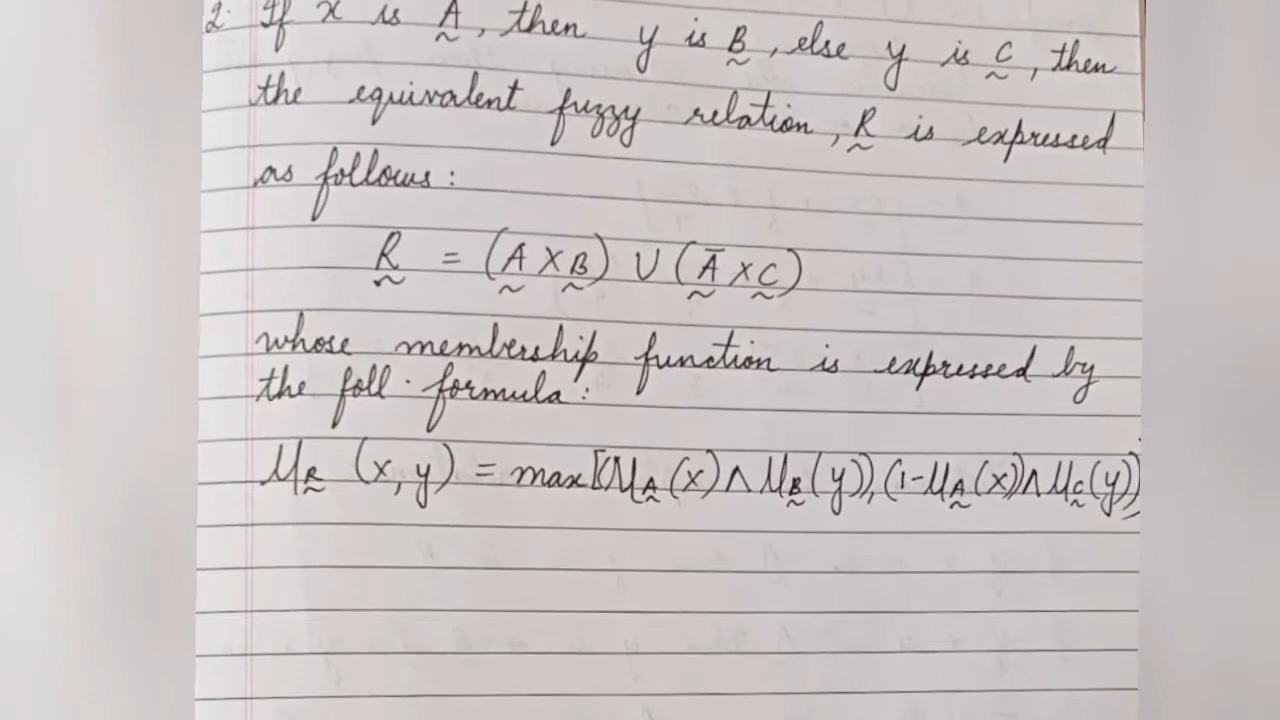 2. If x is A̰, then y is B̰, else y is C̰, then
the equivalent fuzzy relation, R̰ is expressed
as follows:
R̰ = (A̰ X B̰) U (Ā̰ X C̰)
whose membership function is expressed by
the foll. formula:
μR̰ (x,y) = max[(μA̰(x) ∧ μB̰(y)), (1-μA̰(x)) ∧ μC̰(y))]